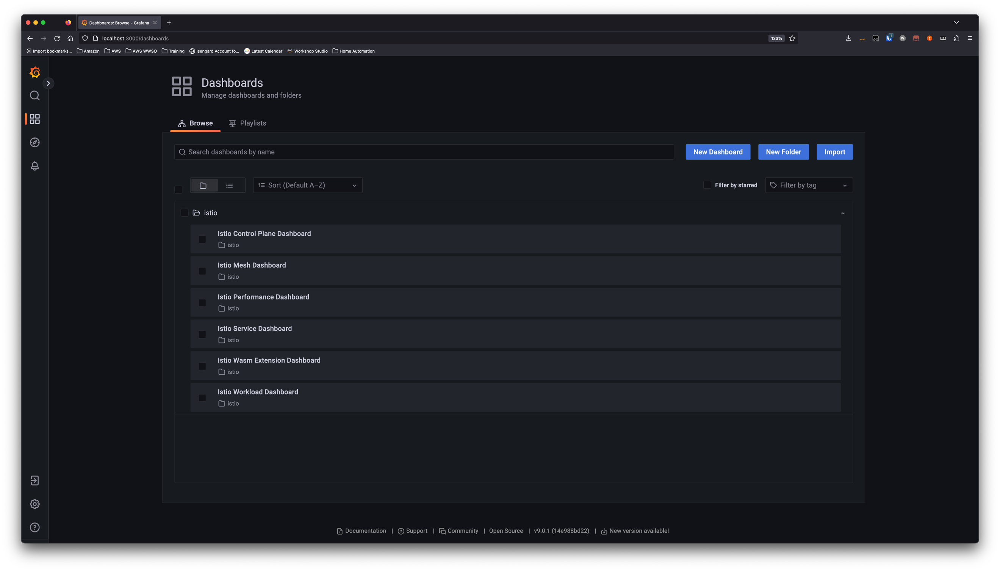 Dashboards: Browse - Grafana
localhost:3000/dashboards
133%
1
W
Import bookmarks... Amazon AWS AWS WWSO Training Isengard Account fo... Latest Calendar aws Workshop Studio Home Automation
Dashboards
Manage dashboards and folders
Browse Playlists
Search dashboards by name New Dashboard New Folder Import
Sort (Default A–Z) Filter by starred Filter by tag
istio
Istio Control Plane Dashboard
istio
Istio Mesh Dashboard
istio
Istio Performance Dashboard
istio
Istio Service Dashboard
istio
Istio Wasm Extension Dashboard
istio
Istio Workload Dashboard
istio
Documentation | Support | Community | Open Source | v9.0.1 (14e988bd22) | New version available!